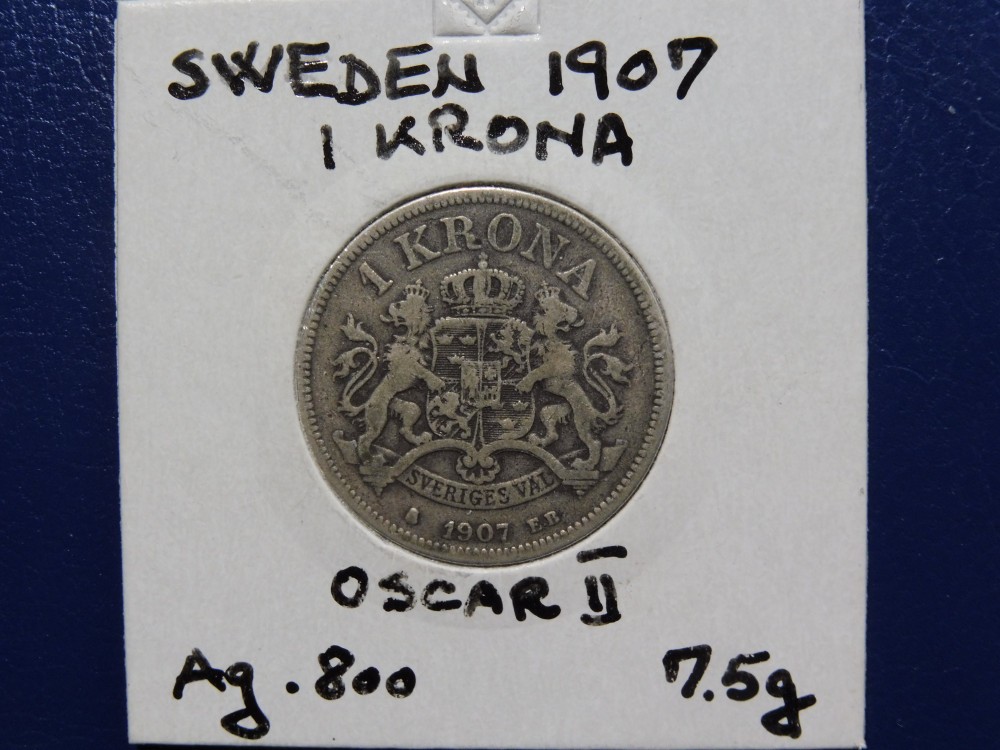 SWEDEN 1907
1 KRONA
1 KRONA
SVERIGES VÄL
1907 E.B
OSCAR II
Ag .800 7.5g